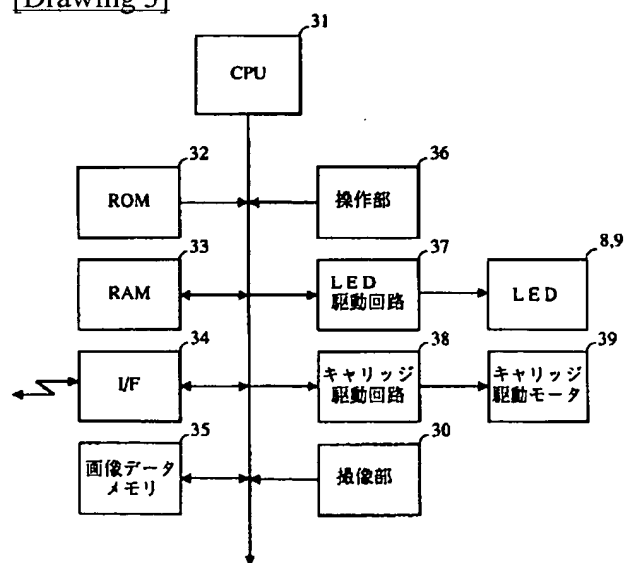 [Drawing 5]
31
CPU
32
ROM
36
操作部
33
RAM
37
LED
駆動回路
8,9
LED
34
I/F
38
キャリッジ
駆動回路
39
キャリッジ
駆動モータ
35
画像データ
メモリ
30
撮像部